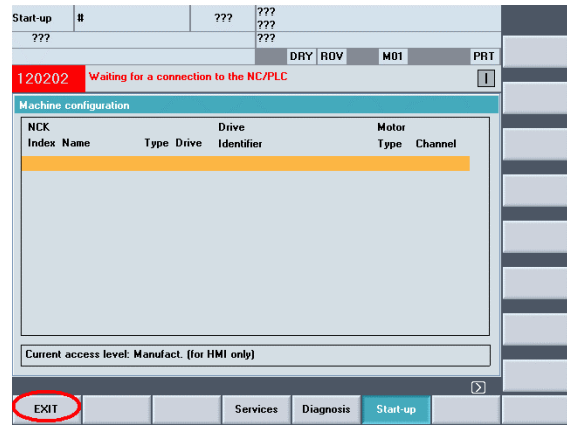 Start-up # ??? ???
???
??? ???
DRY ROV M01 PRT
120202 Waiting for a connection to the NC/PLC
Machine configuration
NCK Drive Motor
Index Name Type Drive Identifier Type Channel
Current access level: Manufact. (for HMI only)
EXIT Services Diagnosis Start-up